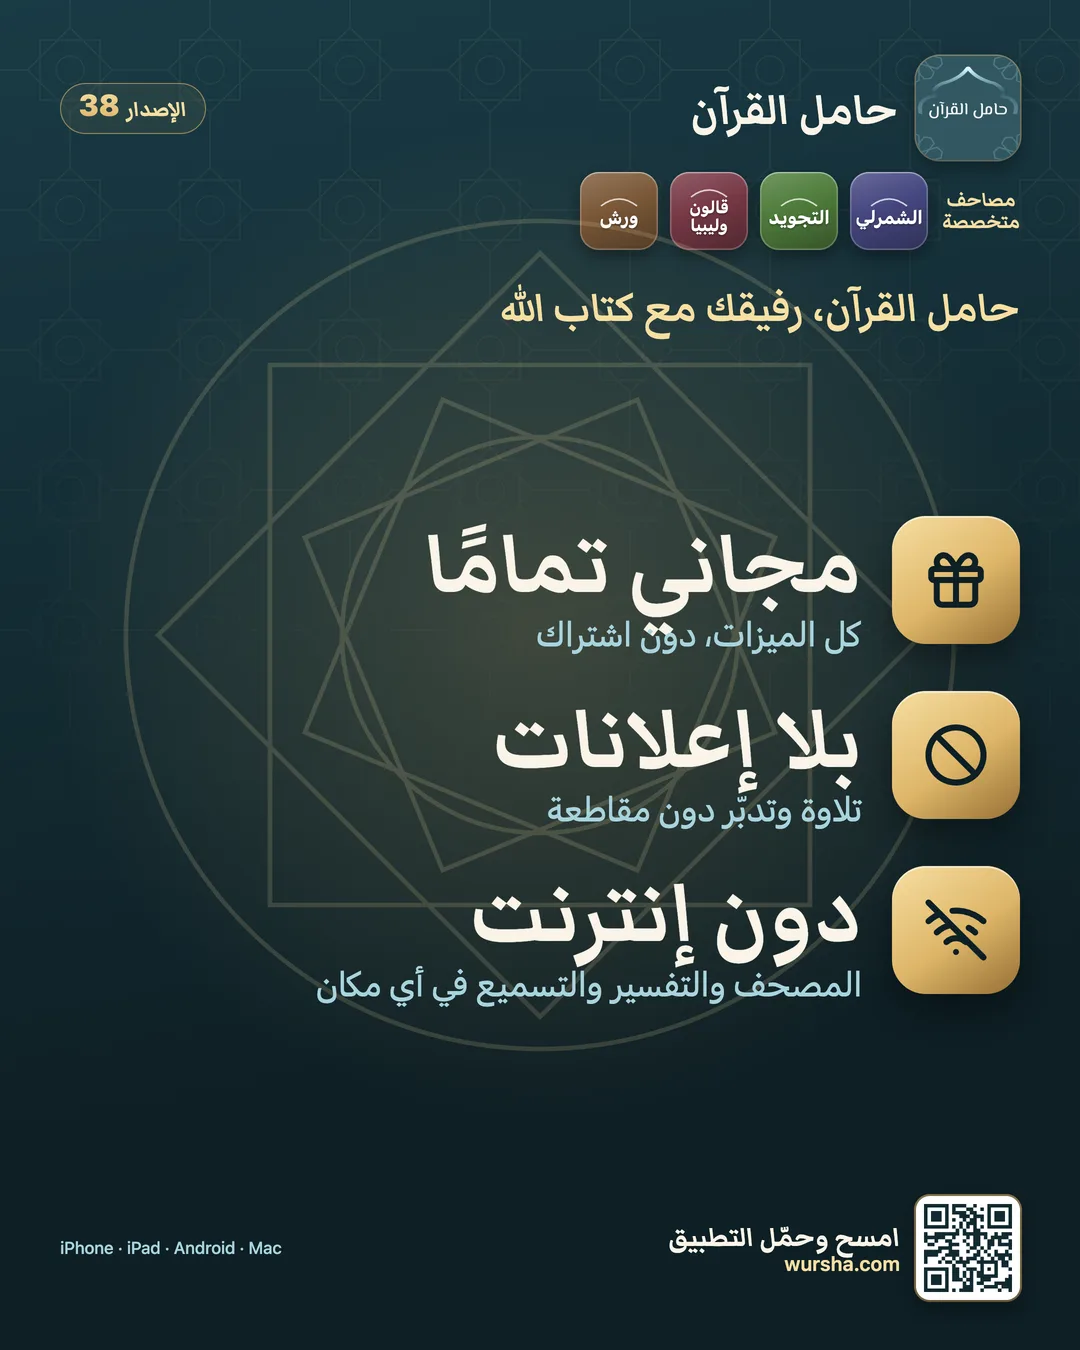 حامل القرآن
حامل القرآن
الإصدار 38
مصاحف
متخصصة
الشمرلي
التجويد
قالون
وليبيا
ورش
حامل القرآن، رفيقك مع كتاب الله
مجاني تمامًا
كل الميزات، دون اشتراك
بلا إعلانات
تلاوة وتدبّر دون مقاطعة
دون إنترنت
المصحف والتفسير والتسميع في أي مكان
امسح وحمّل التطبيق
wursha.com
iPhone · iPad · Android · Mac